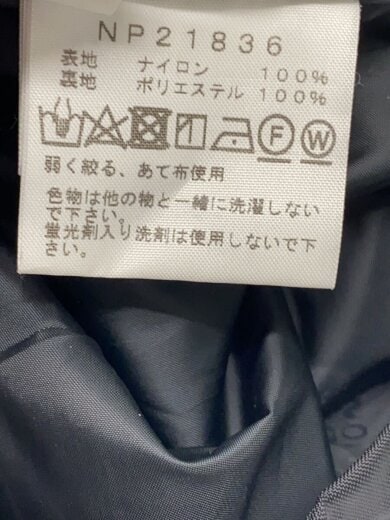 NP21836
表地 ナイロン 100%
裏地 ポリエステル 100%
F W
弱く絞る、あて布使用
色物は他の物と一緒に洗濯しない
で下さい。
蛍光剤入り洗剤は使用しないで下
さい。